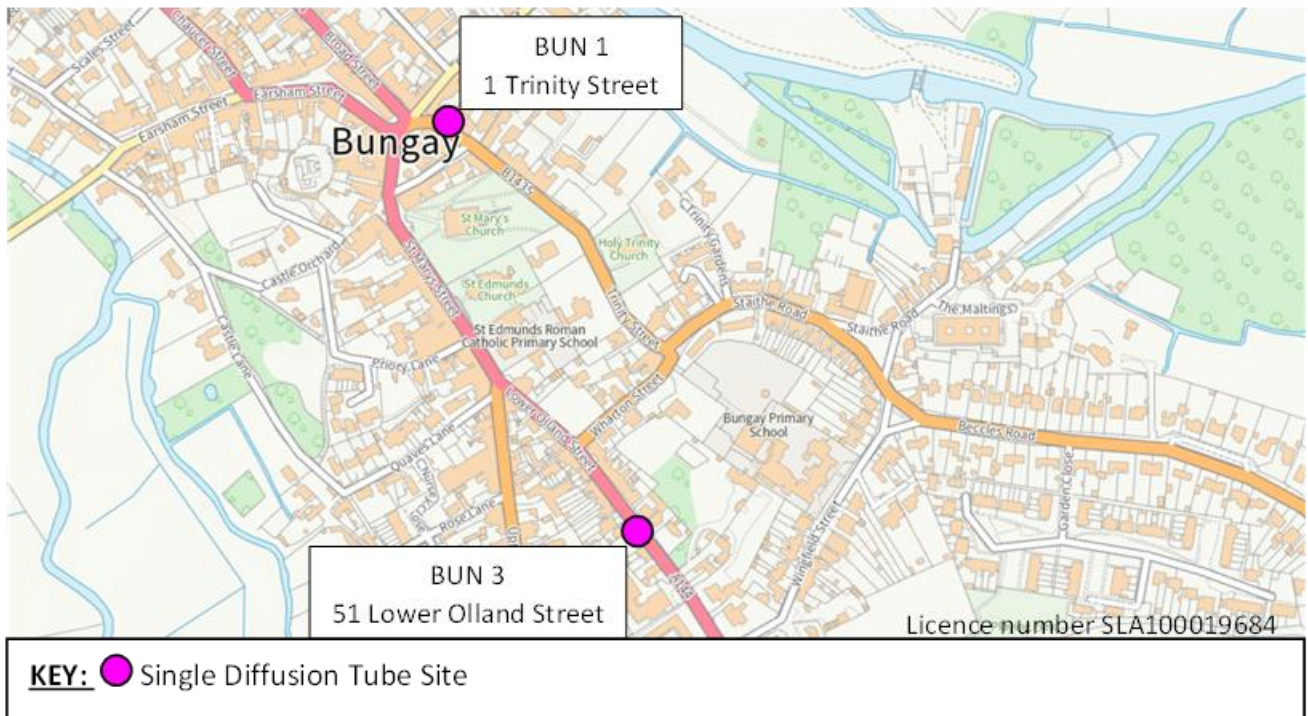 BUN 1
1 Trinity Street
Scales Street
Chaucer Street
Broad Street
Earsham Street
Earsham Street
Bungay
B1435
St Mary's
Church
Holy Trinity
Church
Trinity Gardens
St Edmunds
Church
St Marys Street
Castle Orchard
Castle Lane
Priory Lane
St Edmunds Roman
Catholic Primary School
Trinity Street
Staithe Road
Staithe Road
The Maltings
Lower Olland Street
Wharton Street
Bungay Primary
School
Beccles Road
Garden Close
Wingfield Street
Quaves Lane
Rose Lane
A144
BUN 3
51 Lower Olland Street
Licence number SLA100019684
KEY: Single Diffusion Tube Site